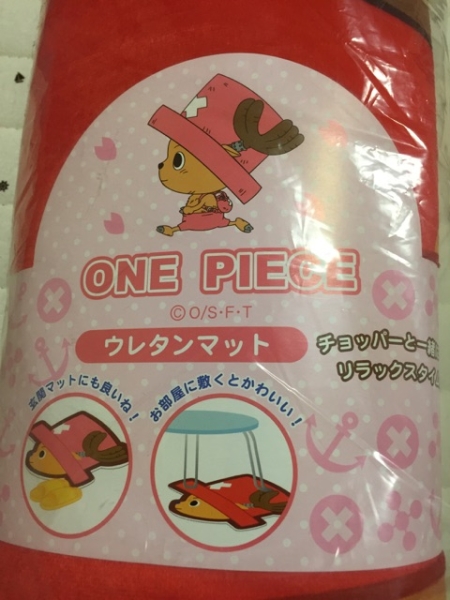 ONE PIECE
©O/S・F・T
ウレタンマット
チョッパーと一緒
リラックスタイム
玄関マットにも良いね！
お部屋に敷くとかわいい！